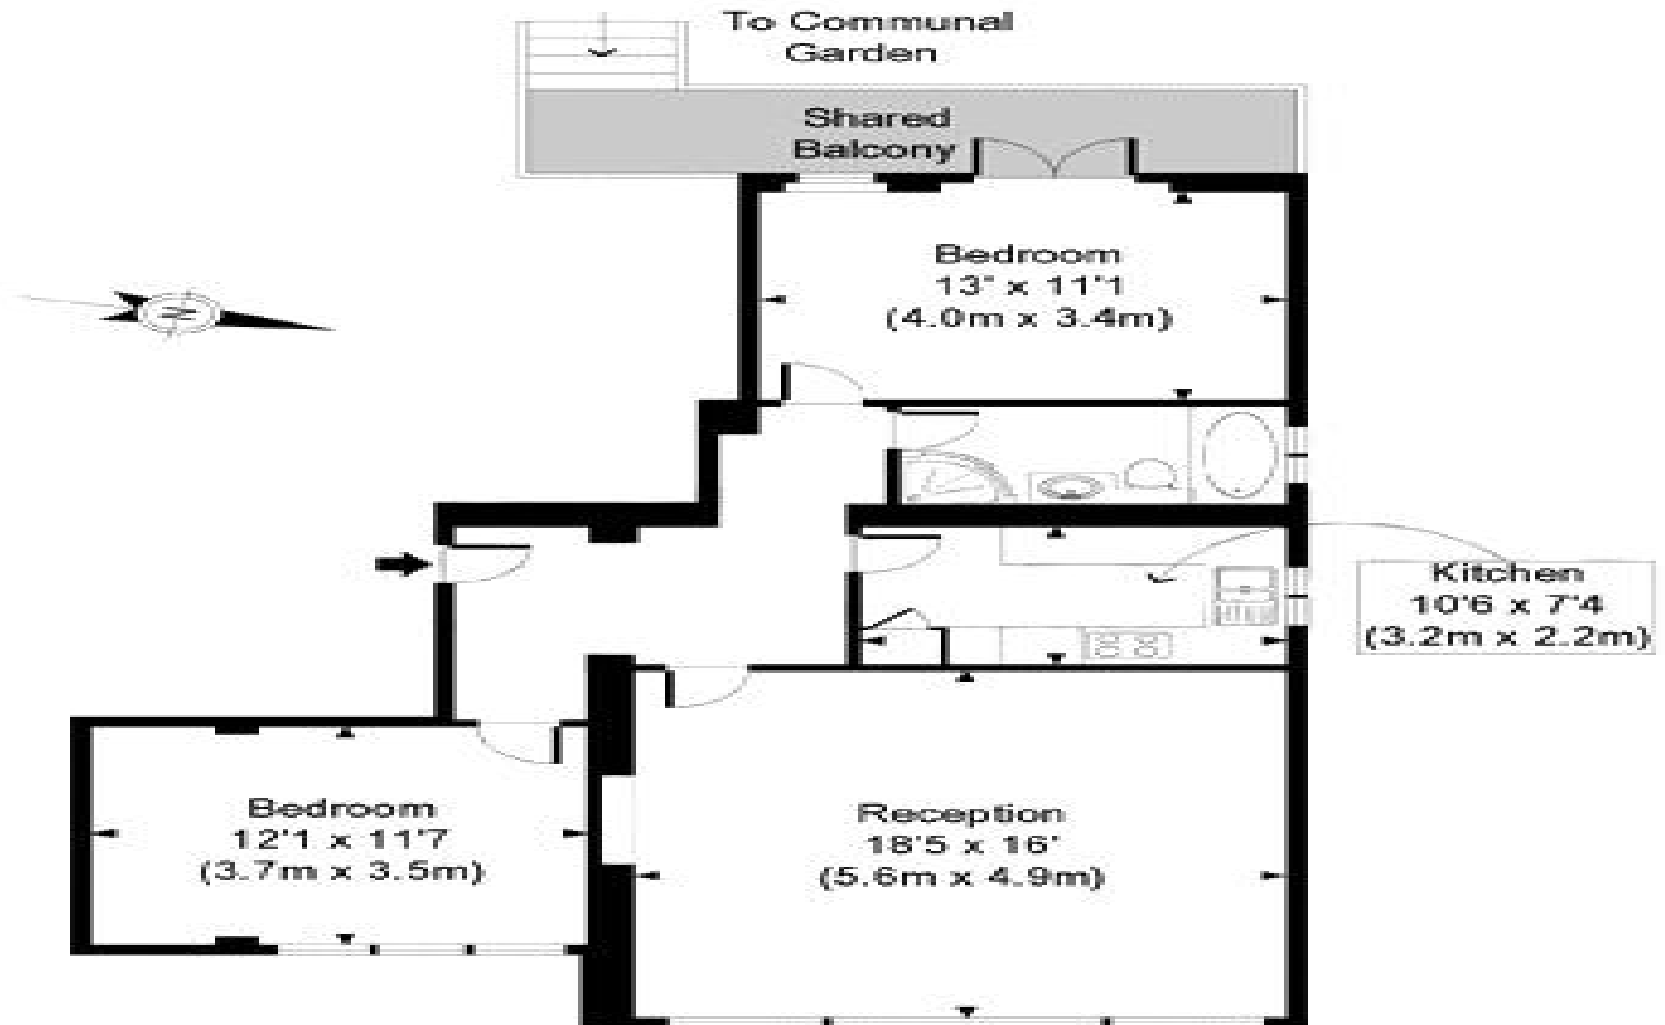 To Communal
Garden
Shared
Balcony
Bedroom
13' x 11'1
(4.0m x 3.4m)
Kitchen
10'6 x 7'4
(3.2m x 2.2m)
Bedroom
12'1 x 11'7
(3.7m x 3.5m)
Reception
18'5 x 16'
(5.6m x 4.9m)